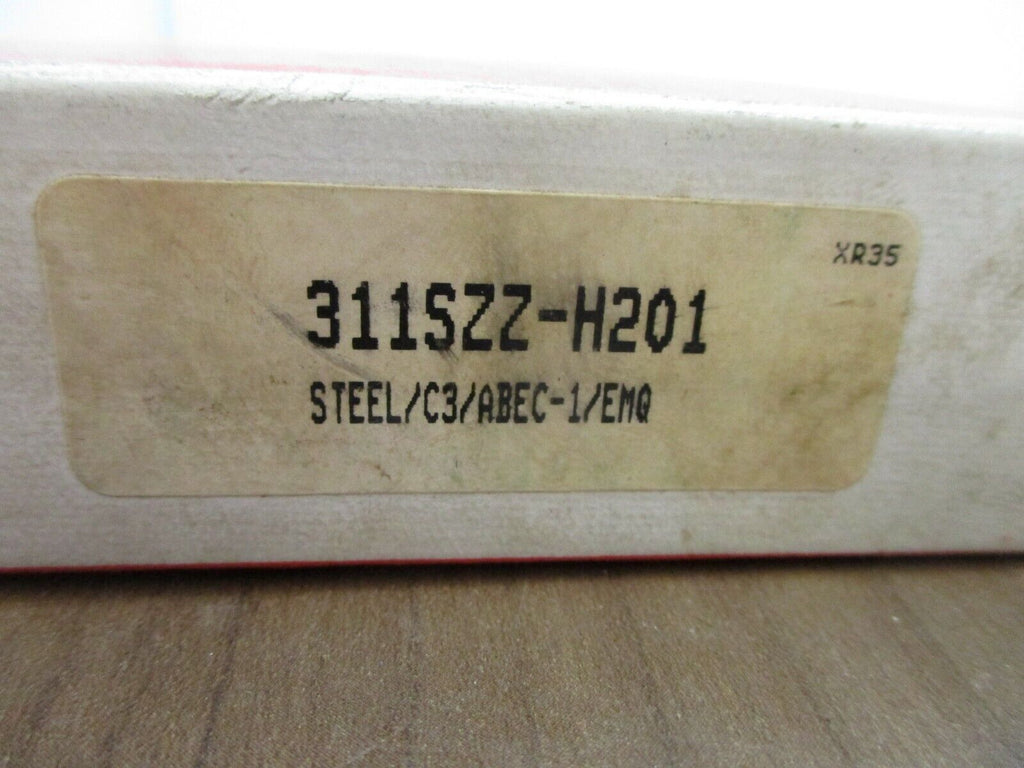 XR35
311SZZ-H201
STEEL/C3/ABEC-1/EMQ